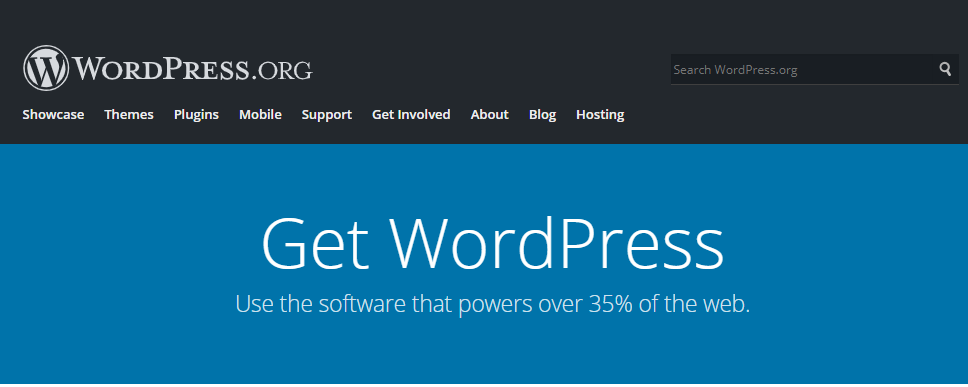 WORDPRESS.ORG
Search WordPress.org
Showcase Themes Plugins Mobile Support Get Involved About Blog Hosting
Get WordPress
Use the software that powers over 35% of the web.